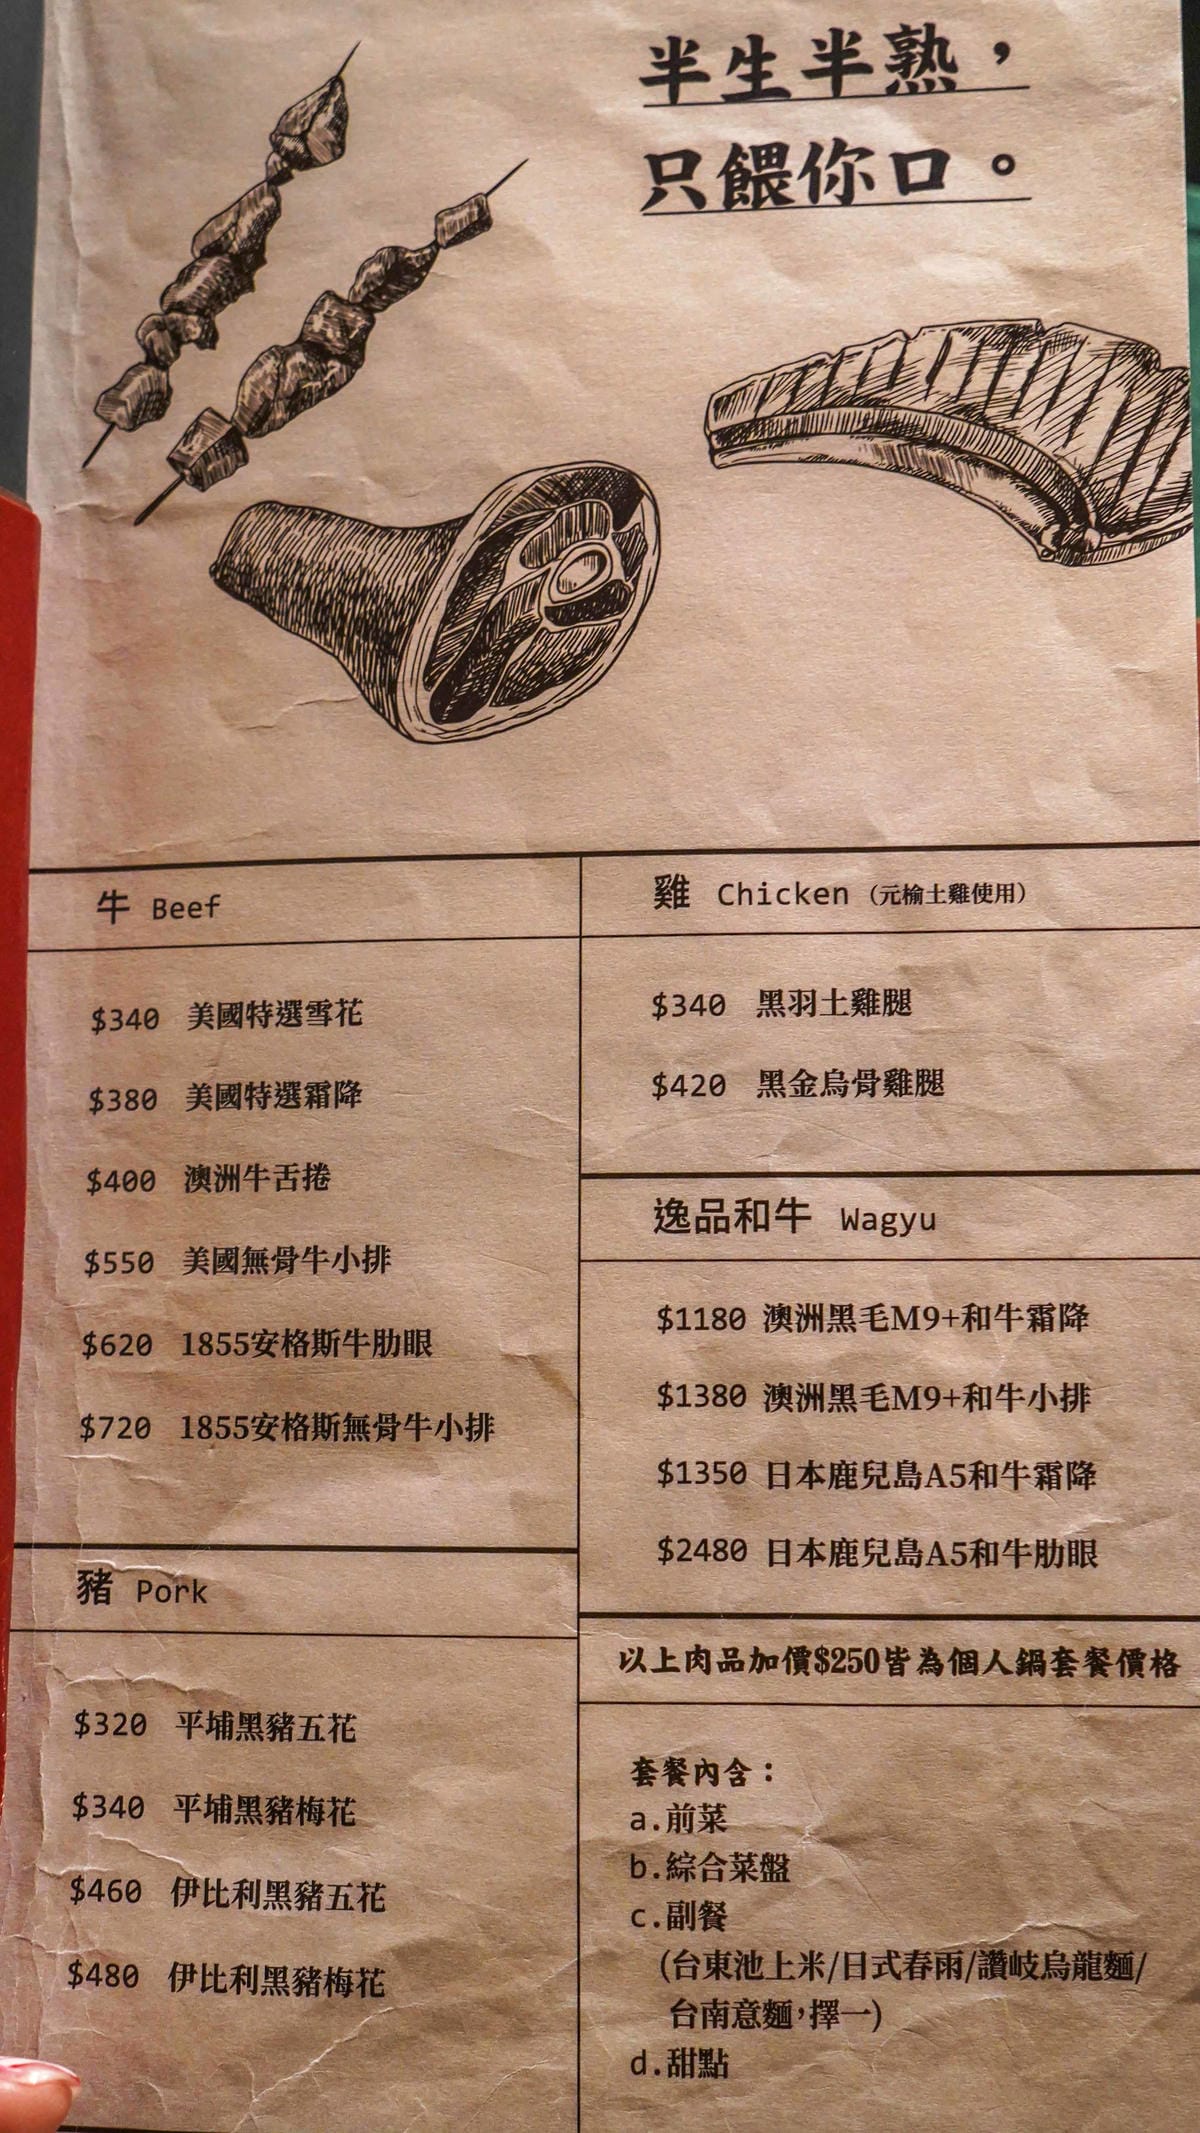 半生半熟，
只餵你口。
牛 Beef
$340 美國特選雪花
$380 美國特選霜降
$400 澳洲牛舌捲
$550 美國無骨牛小排
$620 1855安格斯牛肋眼
$720 1855安格斯無骨牛小排
豬 Pork
$320 平埔黑豬五花
$340 平埔黑豬梅花
$460 伊比利黑豬五花
$480 伊比利黑豬梅花
雞 Chicken（元榆土雞使用）
$340 黑羽土雞腿
$420 黑金烏骨雞腿
逸品和牛 Wagyu
$1180 澳洲黑毛M9+和牛霜降
$1380 澳洲黑毛M9+和牛小排
$1350 日本鹿兒島A5和牛霜降
$2480 日本鹿兒島A5和牛肋眼
以上肉品加價$250皆為個人鍋套餐價格
套餐內含：
a.前菜
b.綜合菜盤
c.副餐
(台東池上米/日式春雨/讚岐烏龍麵/
台南意麵，擇一)
d.甜點